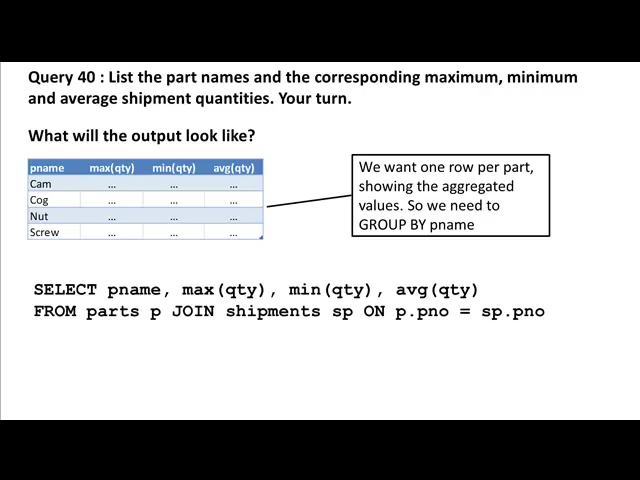 Query 40 : List the part names and the corresponding maximum, minimum
and average shipment quantities. Your turn.
What will the output look like?
pname max(qty) min(qty) avg(qty)
Cam ... ... ...
Cog ... ... ...
Nut ... ... ...
Screw ... ... ...
We want one row per part,
showing the aggregated
values. So we need to
GROUP BY pname
SELECT pname, max(qty), min(qty), avg(qty)
FROM parts p JOIN shipments sp ON p.pno = sp.pno